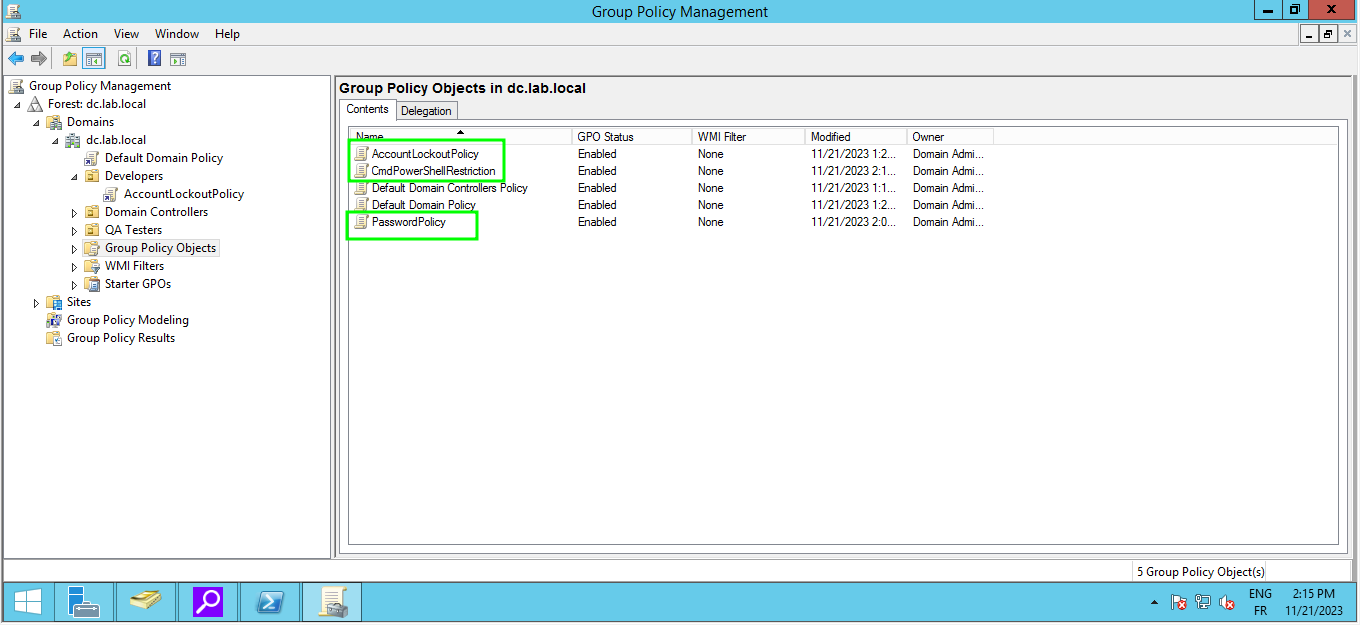 Group Policy Management
File Action View Window Help
Group Policy Management
Forest: dc.lab.local
Domains
dc.lab.local
Default Domain Policy
Developers
AccountLockoutPolicy
Domain Controllers
QA Testers
Group Policy Objects
WMI Filters
Starter GPOs
Sites
Group Policy Modeling
Group Policy Results
Group Policy Objects in dc.lab.local
Contents Delegation
Name GPO Status WMI Filter Modified Owner
AccountLockoutPolicy Enabled None 11/21/2023 1:2... Domain Admi...
CmdPowerShellRestriction Enabled None 11/21/2023 2:1... Domain Admi...
Default Domain Controllers Policy Enabled None 11/21/2023 1:1... Domain Admi...
Default Domain Policy Enabled None 11/21/2023 1:2... Domain Admi...
PasswordPolicy Enabled None 11/21/2023 2:0... Domain Admi...
5 Group Policy Object(s)
ENG 2:15 PM
FR 11/21/2023